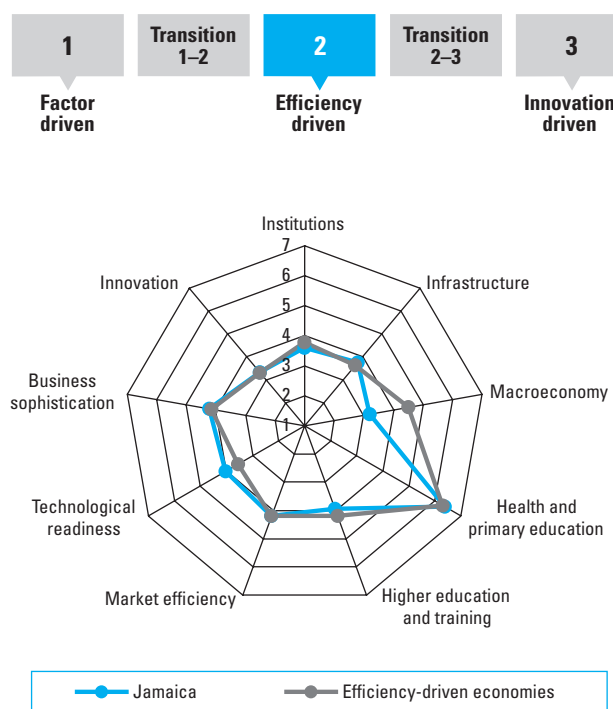 1
Transition
1–2
2
Transition
2–3
3
Factor
driven
Efficiency
driven
Innovation
driven
Institutions
7
6
5
4
3
2
1
Infrastructure
Macroeconomy
Health and
primary education
Higher education
and training
Market efficiency
Technological
readiness
Business
sophistication
Innovation
Jamaica
Efficiency-driven economies